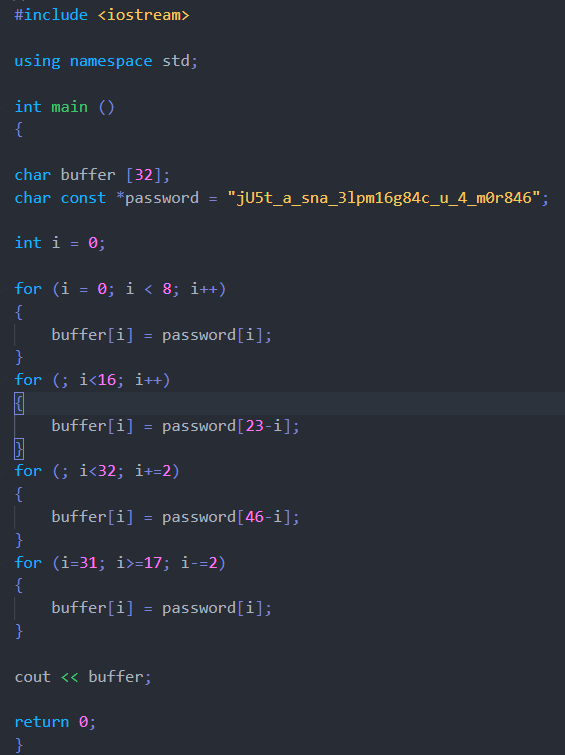 #include <iostream>
using namespace std;
int main ()
{
char buffer [32];
char const *password = "jU5t_a_sna_3lpm16g84c_u_4_m0r846";
int i = 0;
for (i = 0; i < 8; i++)
{
buffer[i] = password[i];
}
for (; i<16; i++)
{
buffer[i] = password[23-i];
}
for (; i<32; i+=2)
{
buffer[i] = password[46-i];
}
for (i=31; i>=17; i-=2)
{
buffer[i] = password[i];
}
cout << buffer;
return 0;
}